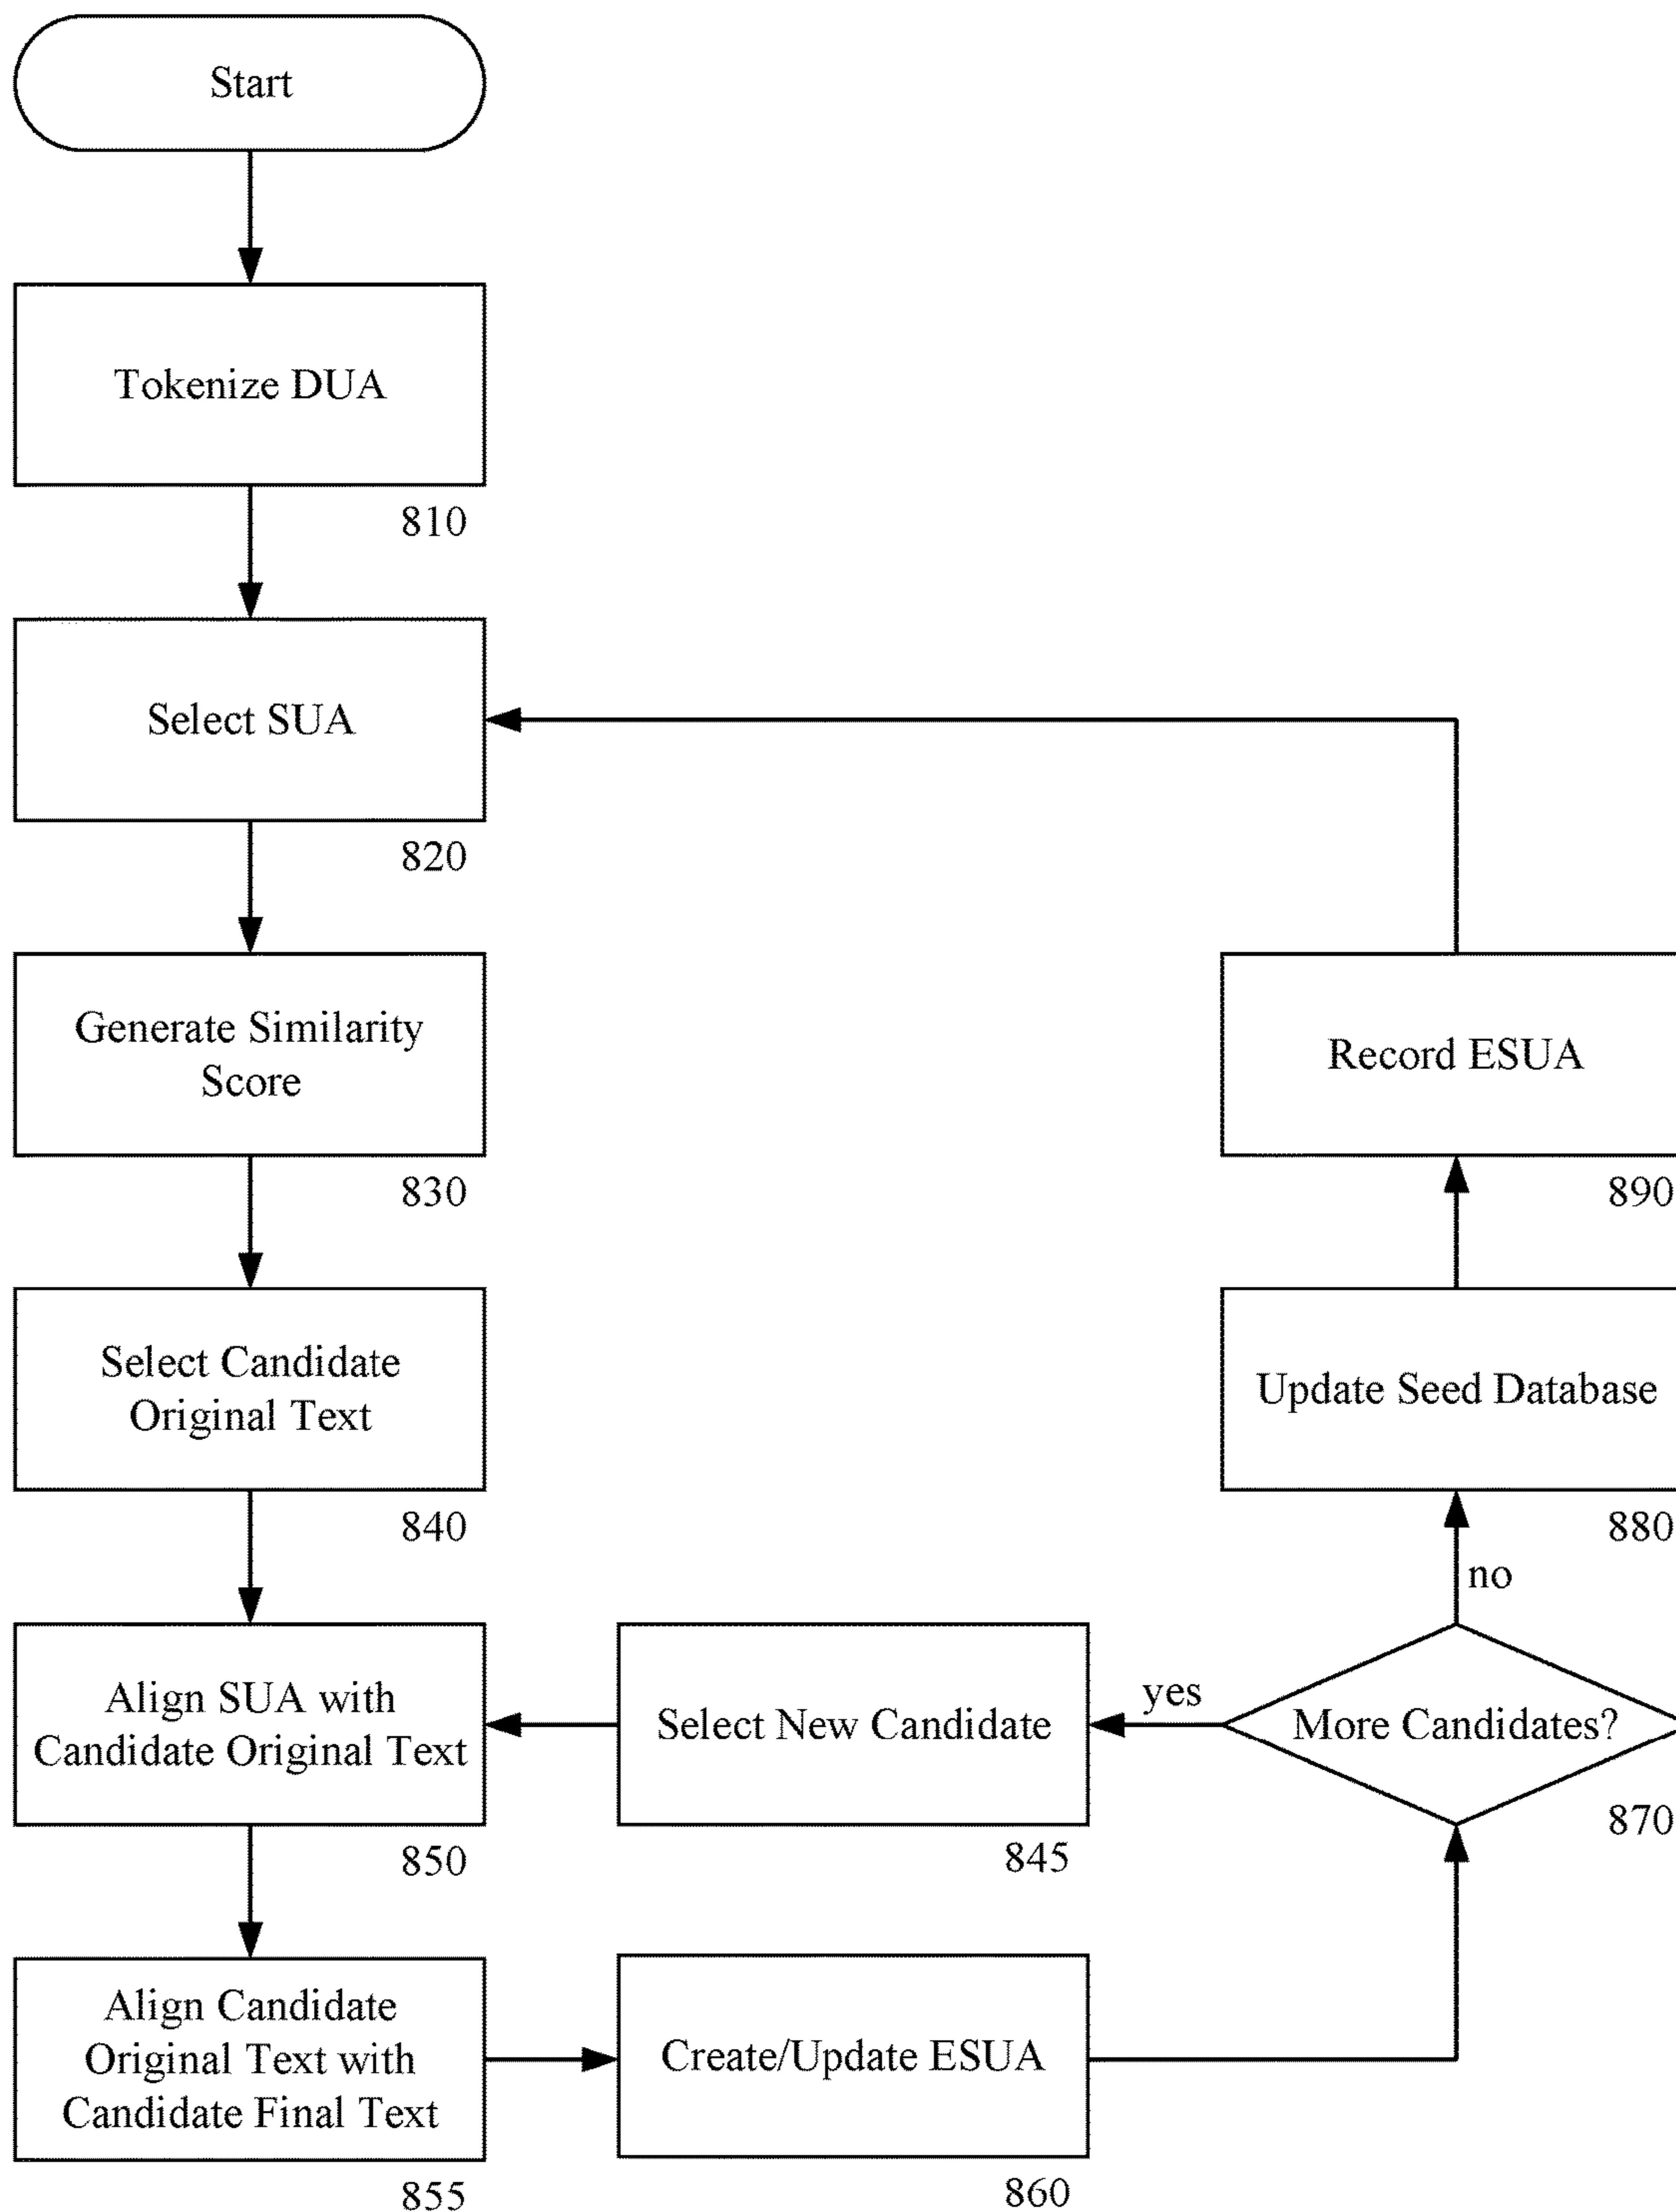 Start
Tokenize DUA
810
Select SUA
820
Generate Similarity
Score
830
Record ESUA
890
Select Candidate
Original Text
840
Update Seed Database
880
no
Align SUA with
Candidate Original Text
850
Select New Candidate
845
yes
More Candidates?
870
Align Candidate
Original Text with
Candidate Final Text
855
Create/Update ESUA
860